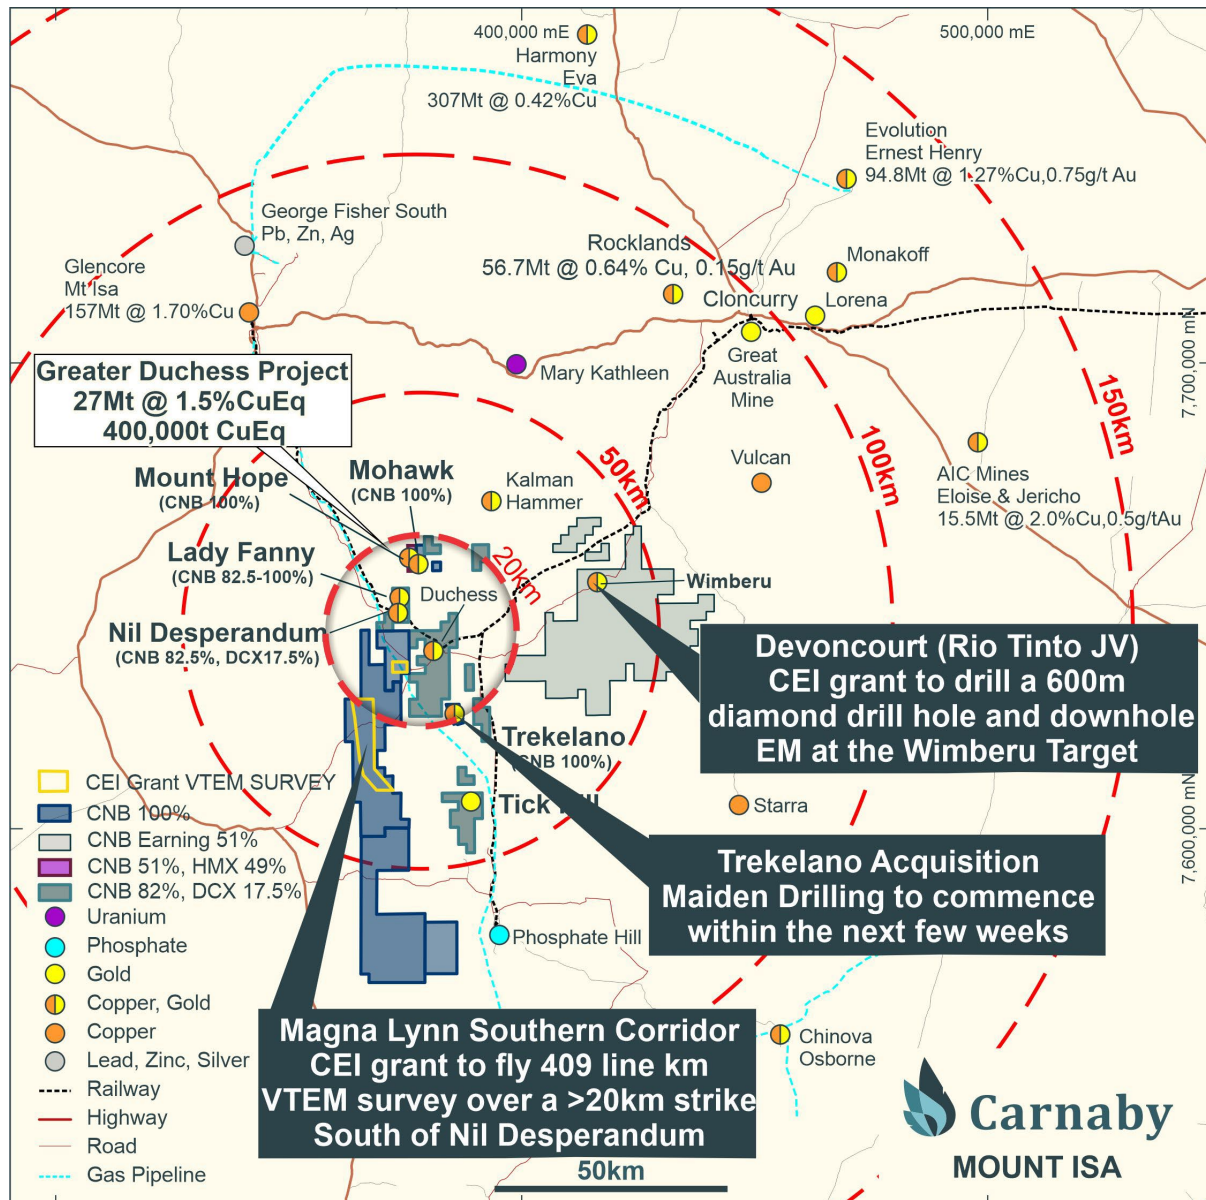 400,000 mE
500,000 mE
Harmony
Eva
307Mt @ 0.42%Cu
Evolution
Ernest Henry
94.8Mt @ 1.27%Cu,0.75g/t Au
George Fisher South
Pb, Zn, Ag
Rocklands
56.7Mt @ 0.64% Cu, 0.15g/t Au
Monakoff
Glencore
Mt Isa
157Mt @ 1.70%Cu
Cloncurry
Lorena
Great
Australia
Mine
Mary Kathleen
7,700,000 mN
Greater Duchess Project
27Mt @ 1.5%CuEq
400,000t CuEq
150km
100km
50km
20km
Mount Hope
(CNB 100%)
Mohawk
(CNB 100%)
Kalman
Hammer
Vulcan
AIC Mines
Eloise & Jericho
15.5Mt @ 2.0%Cu,0.5g/tAu
Lady Fanny
(CNB 82.5-100%)
Duchess
Wimberu
Nil Desperandum
(CNB 82.5%, DCX17.5%)
Devoncourt (Rio Tinto JV)
CEI grant to drill a 600m
diamond drill hole and downhole
EM at the Wimberu Target
Trekelano
(CNB 100%)
Tick
Starra
7,600,000 mN
Trekelano Acquisition
Maiden Drilling to commence
within the next few weeks
Phosphate Hill
CEI Grant VTEM SURVEY
CNB 100%
CNB Earning 51%
CNB 51%, HMX 49%
CNB 82%, DCX 17.5%
Uranium
Phosphate
Gold
Copper, Gold
Copper
Lead, Zinc, Silver
Railway
Highway
Road
Gas Pipeline
Magna Lynn Southern Corridor
CEI grant to fly 409 line km
VTEM survey over a >20km strike
South of Nil Desperandum
Chinova
Osborne
50km
Carnaby
MOUNT ISA